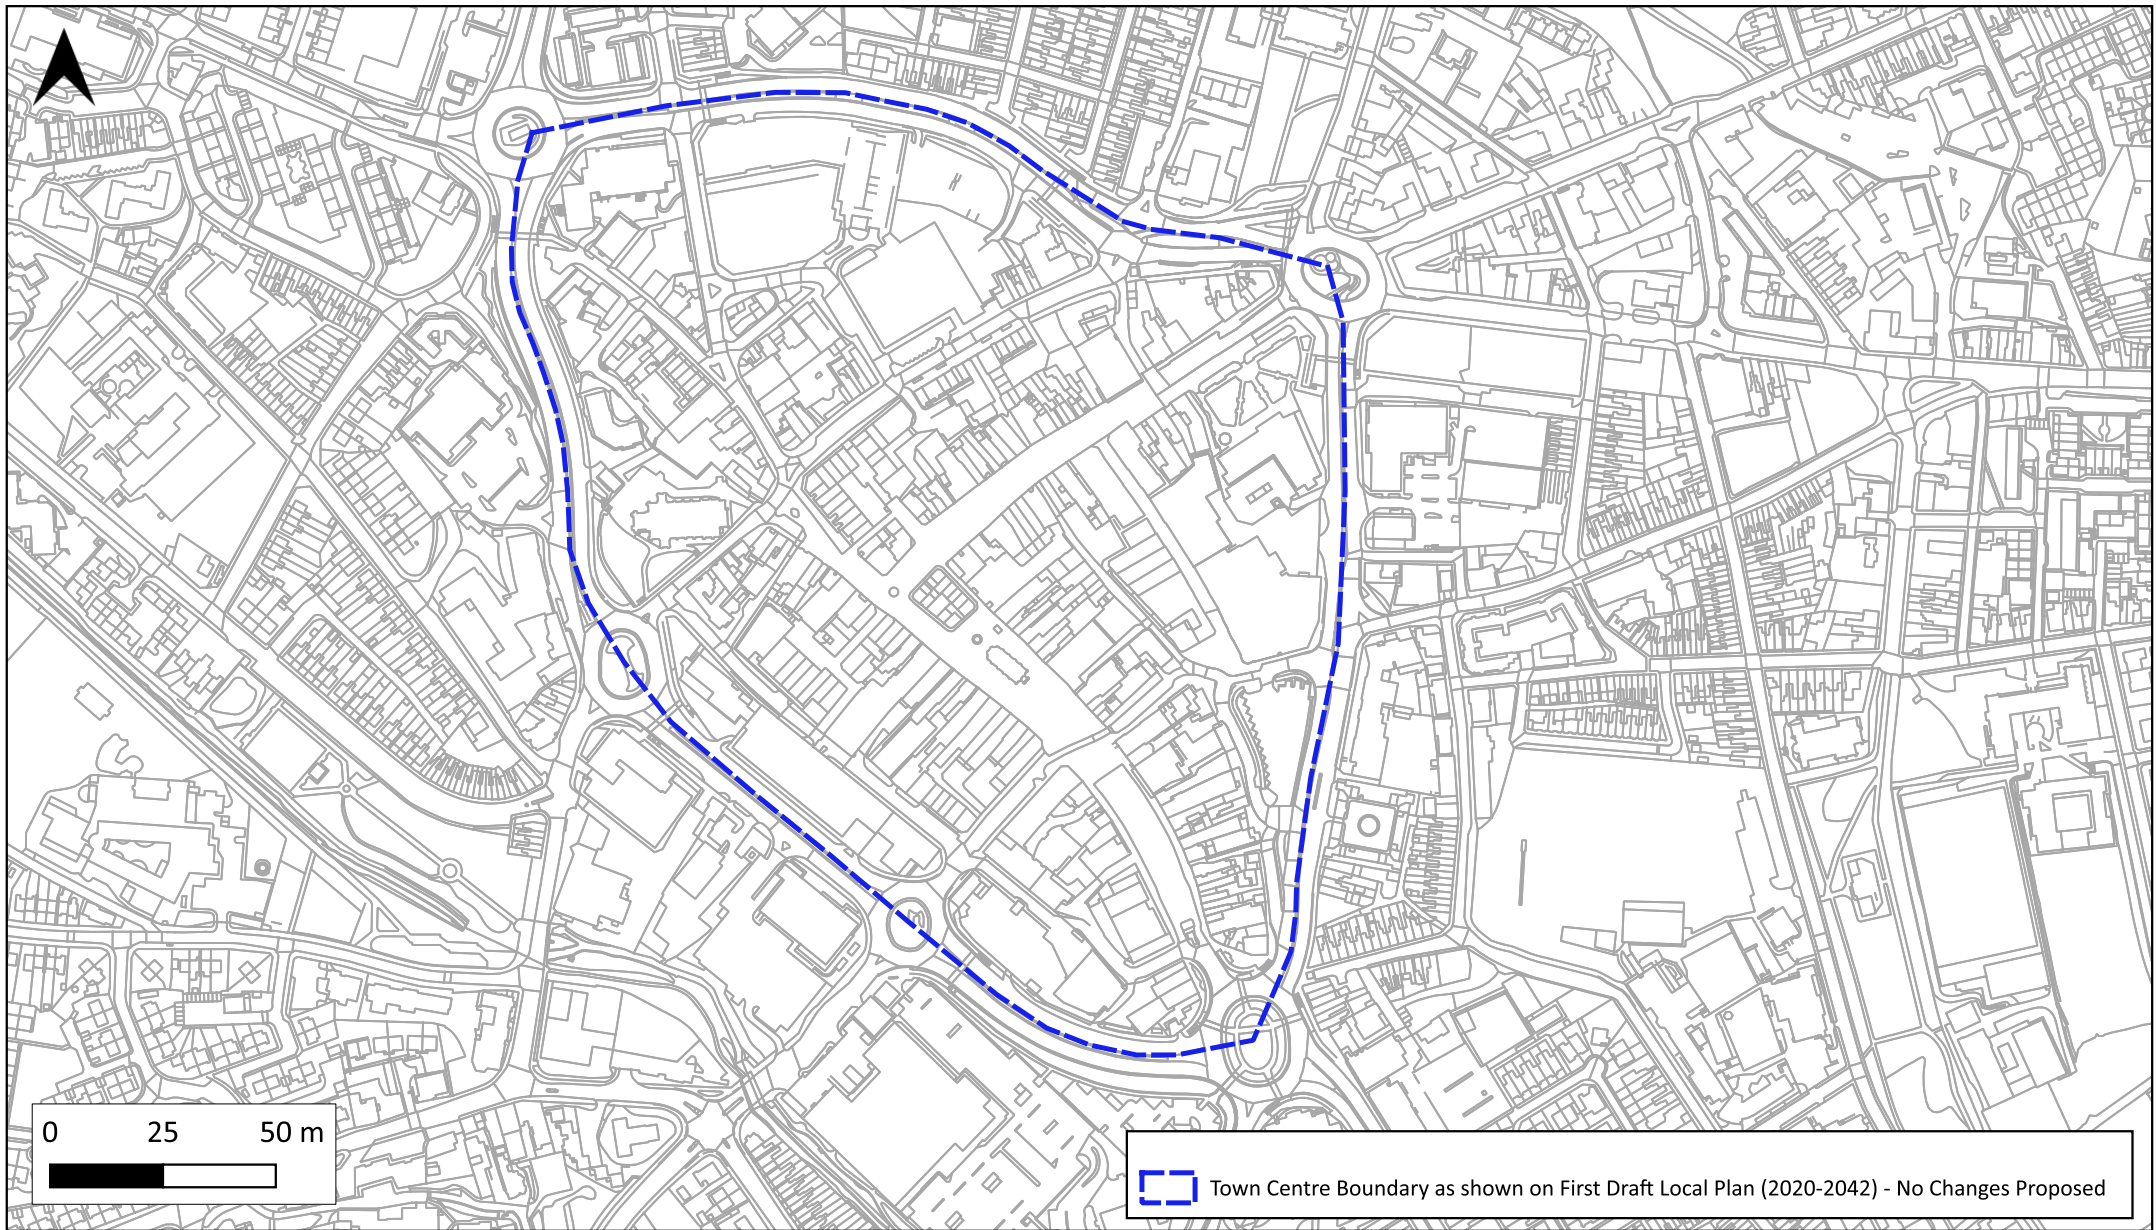 0 25 50 m
Town Centre Boundary as shown on First Draft Local Plan (2020-2042) - No Changes Proposed